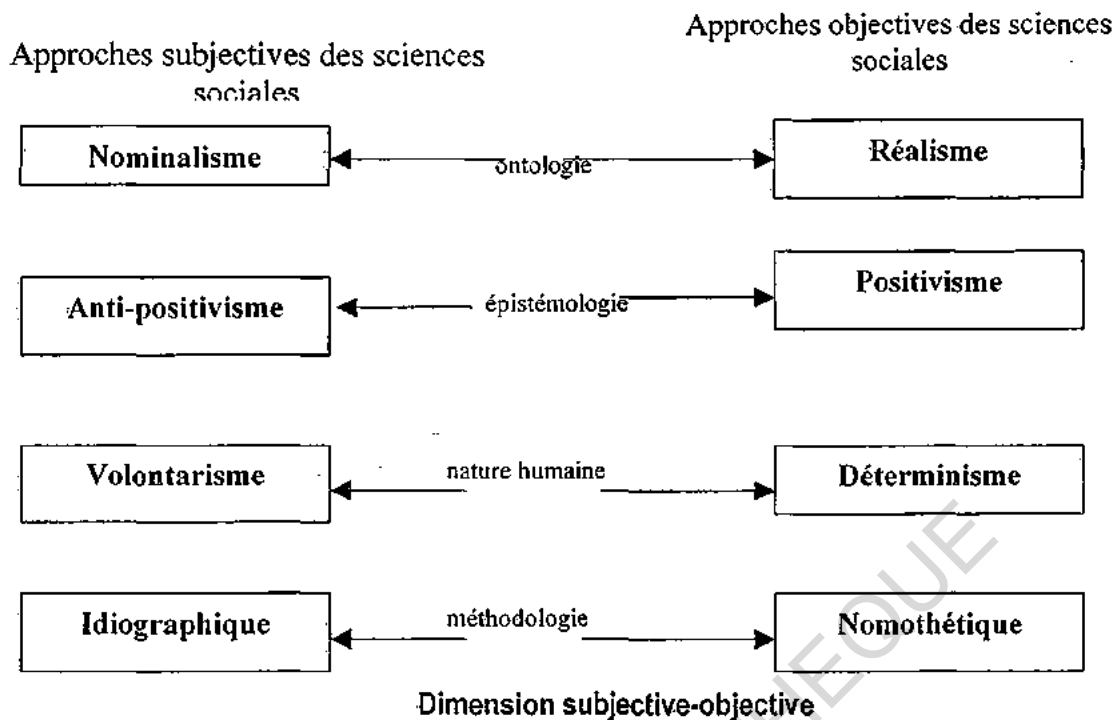 Approches subjectives des sciences
sociales
Approches objectives des sciences
sociales
Nominalisme
ontologie
Réalisme
Anti-positivisme
épistémologie
Positivisme
Volontarisme
nature humaine
Déterminisme
Idiographique
méthodologie
Nomothétique
Dimension subjective-objective
HEQUE